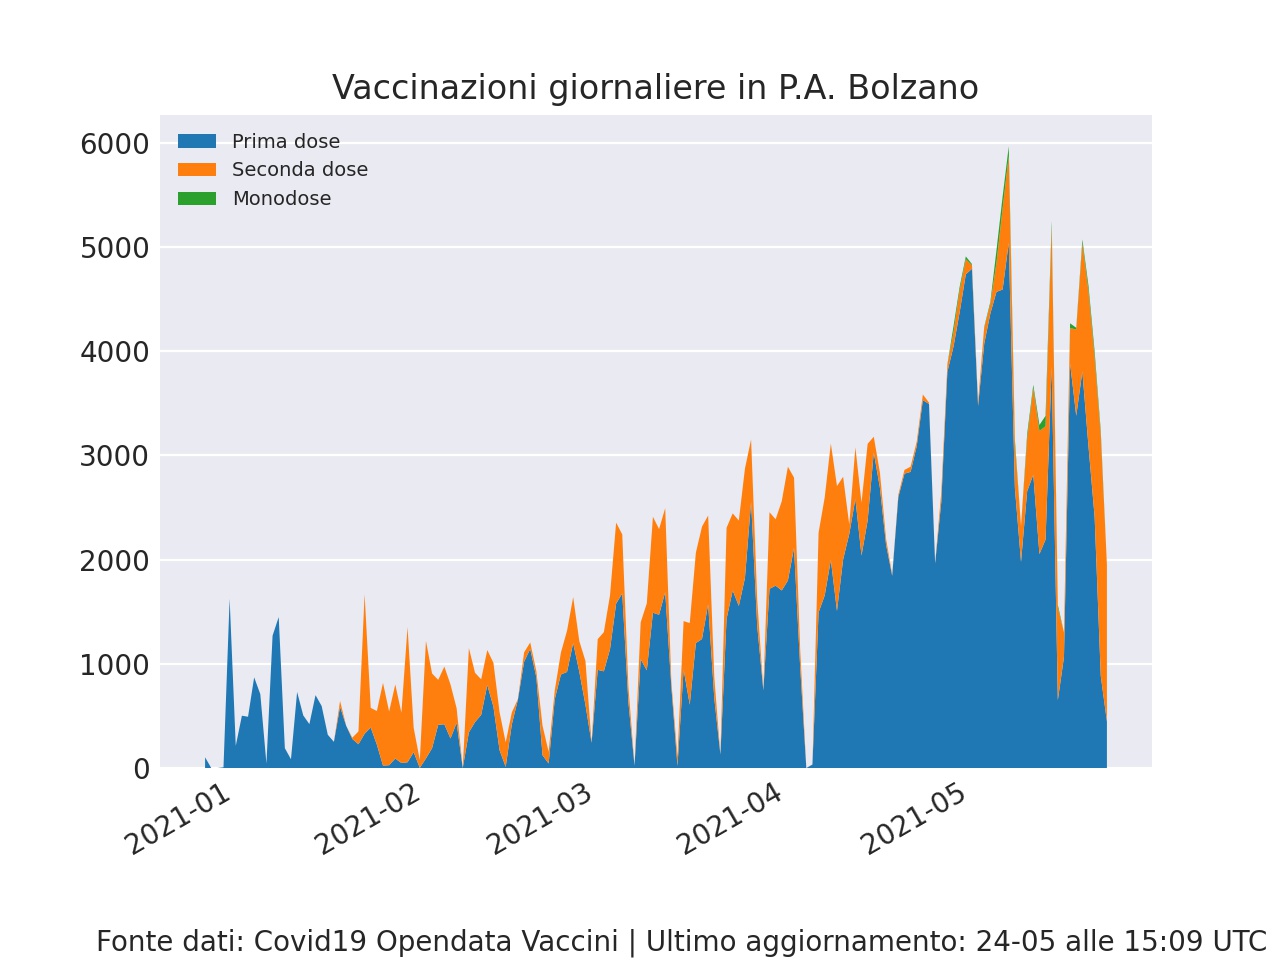 Vaccinazioni giornaliere in P.A. Bolzano
Prima dose
Seconda dose
Monodose
6000
5000
4000
3000
2000
1000
0
2021-01
2021-02
2021-03
2021-04
2021-05
Fonte dati: Covid19 Opendata Vaccini | Ultimo aggiornamento: 24-05 alle 15:09 UTC